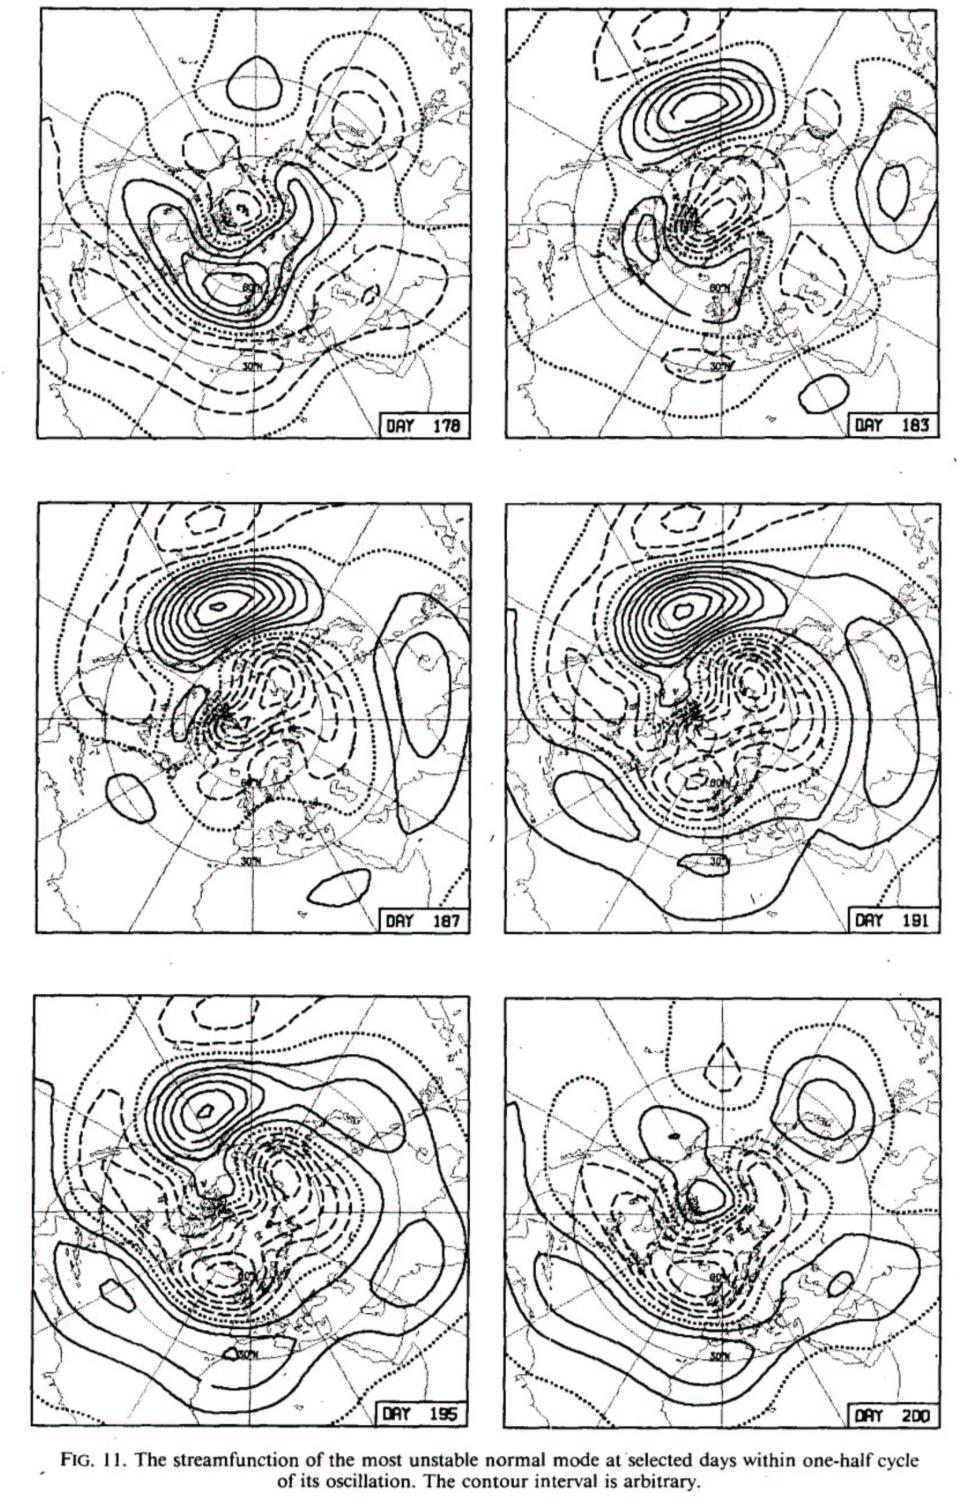 60°N
30°N
DAY 178
60°N
30°N
DAY 183
60°N
30°N
DAY 187
60°N
30°N
DAY 191
60°N
30°N
DAY 195
60°N
30°N
DAY 200
FIG. 11. The streamfunction of the most unstable normal mode at selected days within one-half cycle
of its oscillation. The contour interval is arbitrary.